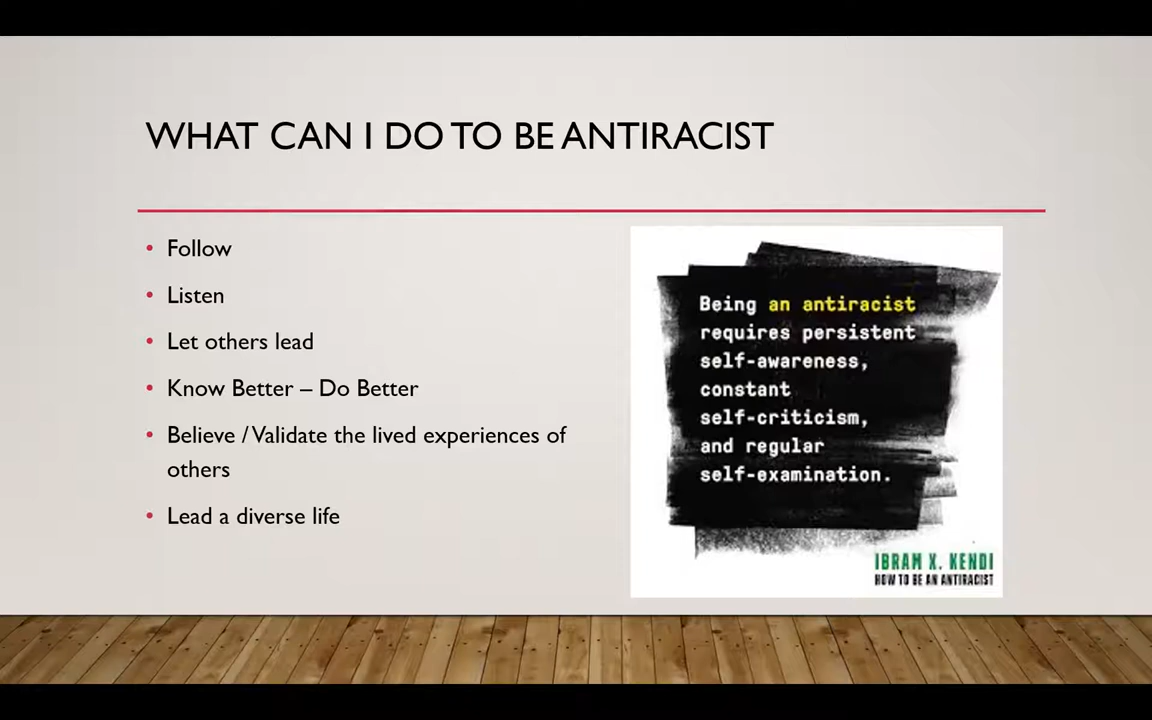 WHAT CAN I DO TO BE ANTIRACIST
• Follow
• Listen
• Let others lead
• Know Better – Do Better
• Believe / Validate the lived experiences of
others
• Lead a diverse life
Being an antiracist
requires persistent
self-awareness,
constant
self-criticism,
and regular
self-examination.
IBRAM X. KENDI
HOW TO BE AN ANTIRACIST